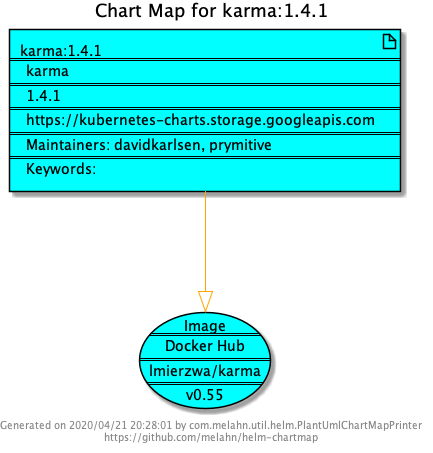 Chart Map for karma:1.4.1
karma:1.4.1
karma
1.4.1
https://kubernetes-charts.storage.googleapis.com
Maintainers: davidkarlsen, prymitive
Keywords:
Image
Docker Hub
lmierzwa/karma
v0.55
Generated on 2020/04/21 20:28:01 by com.melahn.util.helm.PlantUmlChartMapPrinter
https://github.com/melahn/helm-chartmap